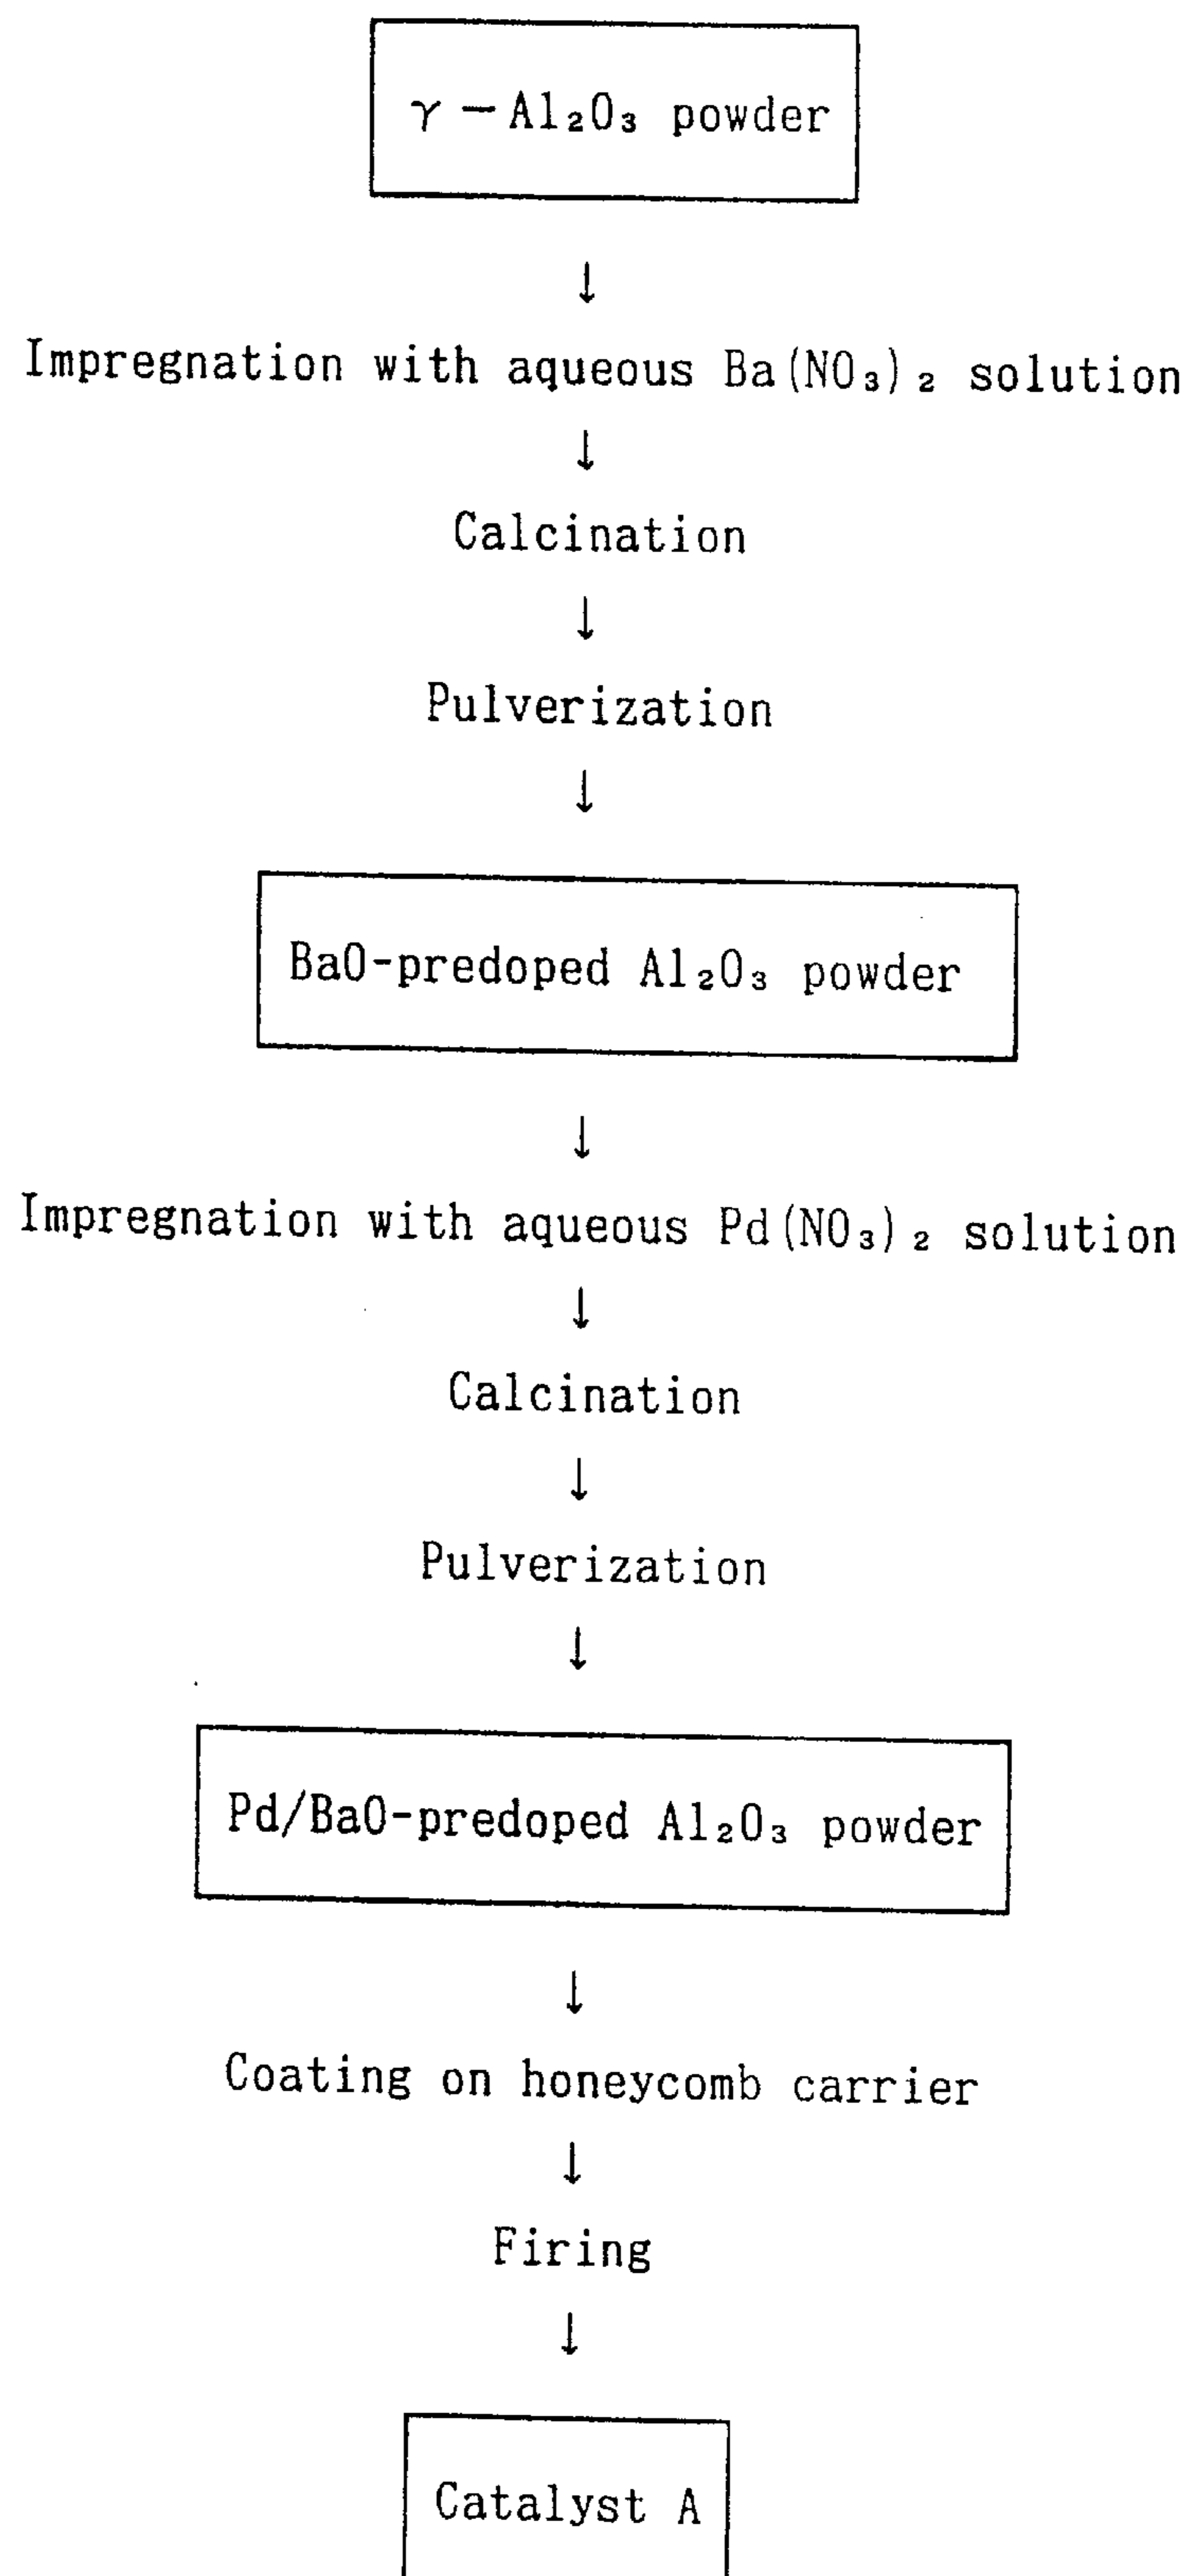 γ-Al₂O₃ powder
↓
Impregnation with aqueous Ba(NO₃)₂ solution
↓
Calcination
↓
Pulverization
↓
BaO-predoped Al₂O₃ powder
↓
Impregnation with aqueous Pd(NO₃)₂ solution
↓
Calcination
↓
Pulverization
↓
Pd/BaO-predoped Al₂O₃ powder
↓
Coating on honeycomb carrier
↓
Firing
↓
Catalyst A